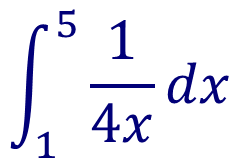 ∫₁⁵ 1/(4x) dx